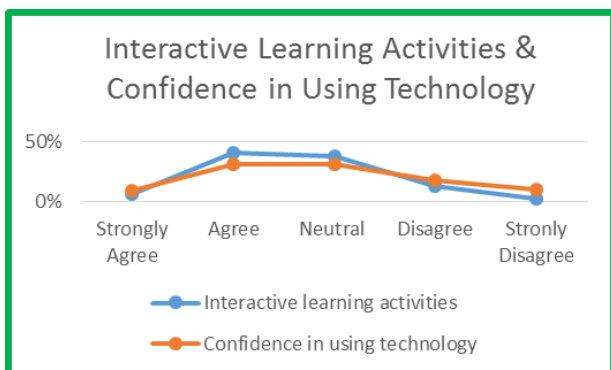 Interactive Learning Activities &
Confidence in Using Technology
50%
0%
Strongly Agree
Agree
Neutral
Disagree
Stronly Disagree
Interactive learning activities
Confidence in using technology